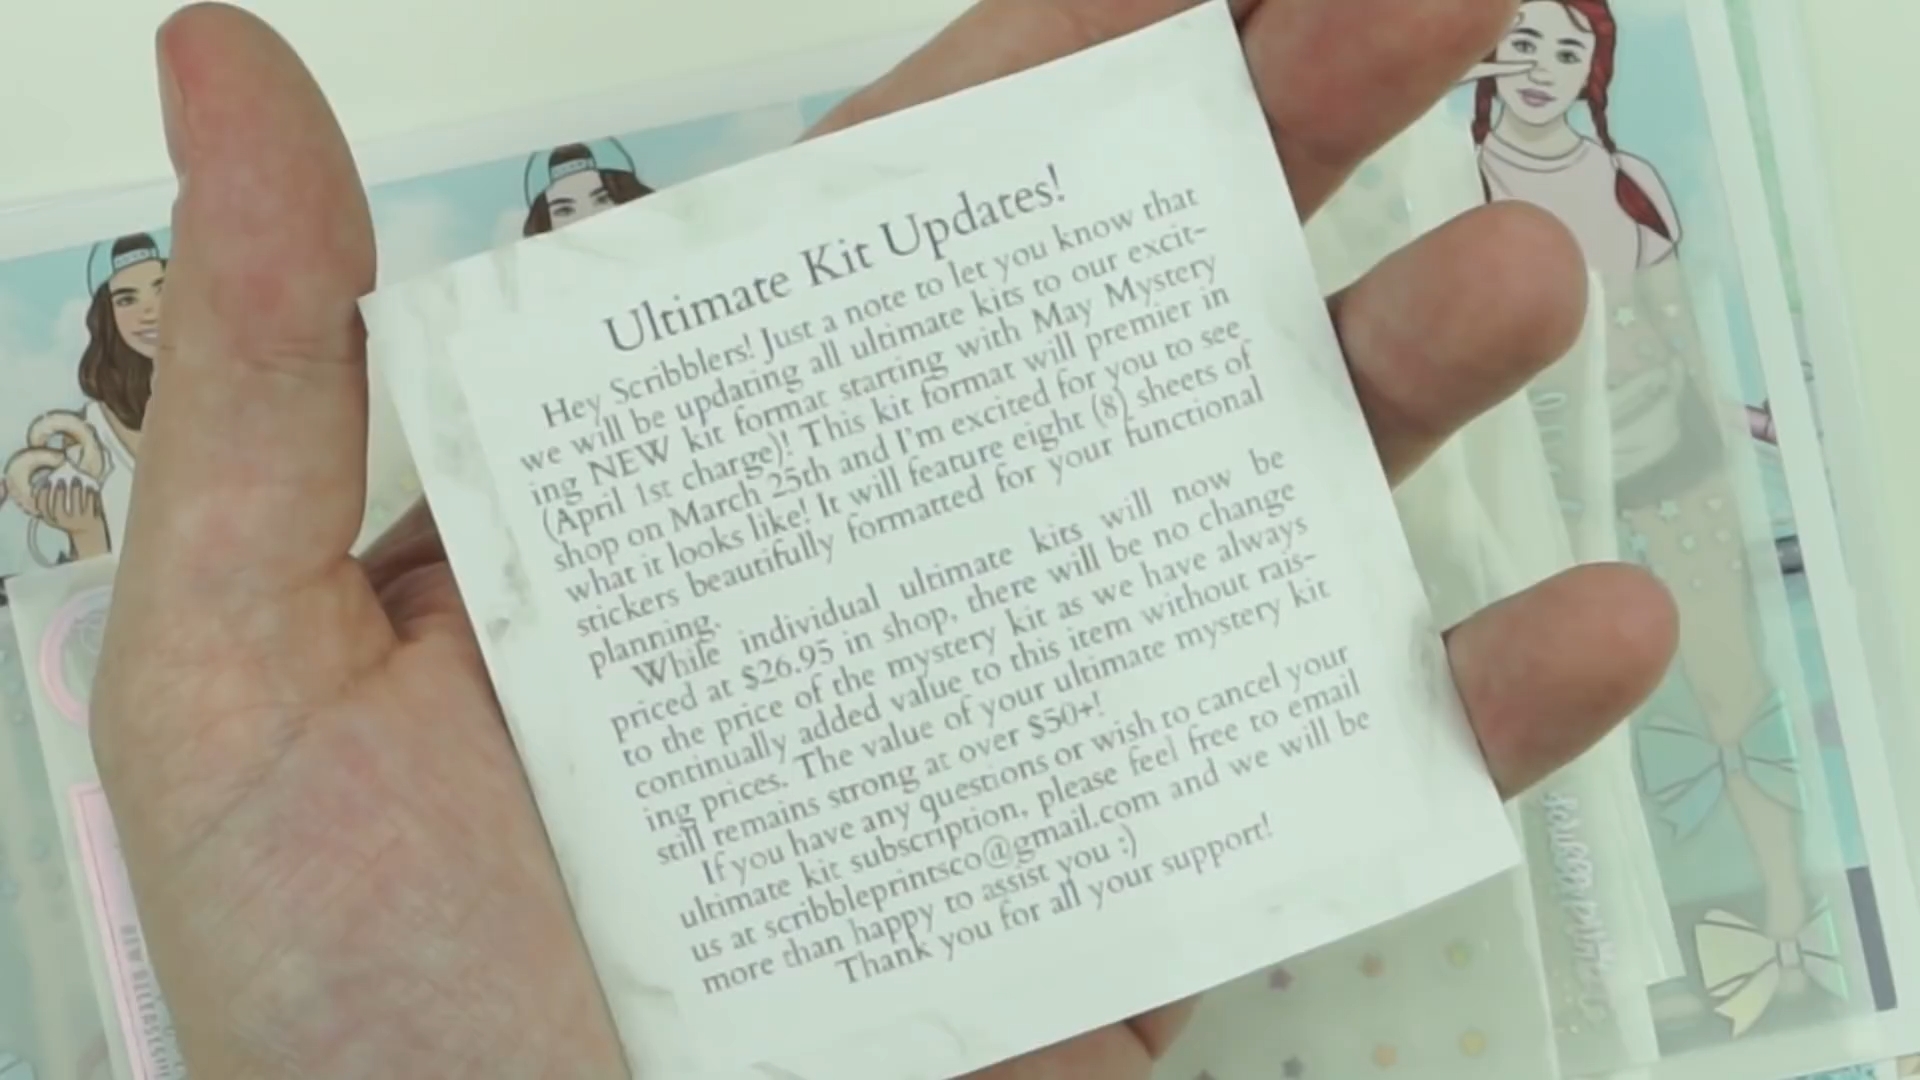 Ultimate Kit Updates!
Hey Scribblers! Just a note to let you know that
we will be updating all ultimate kits to our excit-
ing NEW kit format starting with May Mystery
(April 1st charge)! This kit format will premier in
shop on March 25th and I'm excited for you to see
what it looks like! It will feature eight (8) sheets of
stickers beautifully formatted for your functional
planning.
While individual ultimate kits will now be
priced at $26.95 in shop, there will be no change
to the price of the mystery kit as we have always
continually added value to this item without rais-
ing prices. The value of your ultimate mystery kit
still remains strong at over $50+!
If you have any questions or wish to cancel your
ultimate kit subscription, please feel free to email
us at scribbleprintsco@gmail.com and we will be
more than happy to assist you :)
Thank you for all your support!